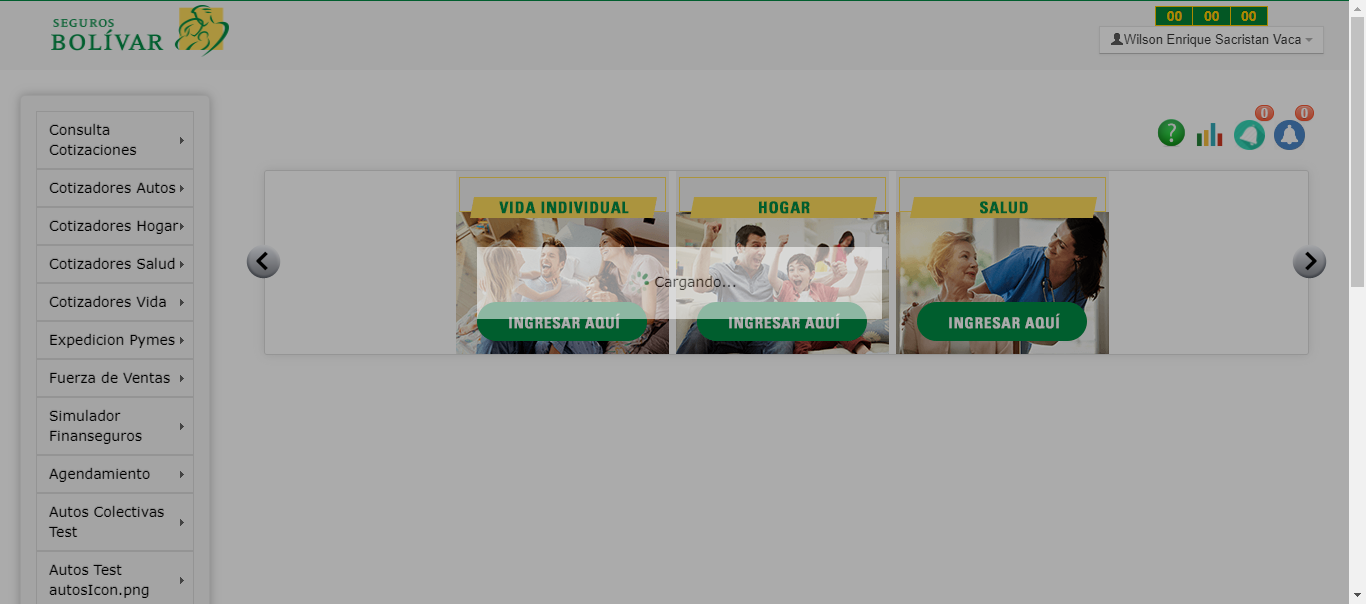 SEGUROS
BOLÍVAR
00 00 00
Wilson Enrique Sacristan Vaca
0 0
?
Consulta
Cotizaciones
Cotizadores Autos
Cotizadores Hogar
Cotizadores Salud
Cotizadores Vida
Expedicion Pymes
Fuerza de Ventas
Simulador
Finanseguros
Agendamiento
Autos Colectivas
Test
Autos Test
autosIcon.png
VIDA INDIVIDUAL
HOGAR
SALUD
Cargando...
INGRESAR AQUÍ
INGRESAR AQUÍ
INGRESAR AQUÍ